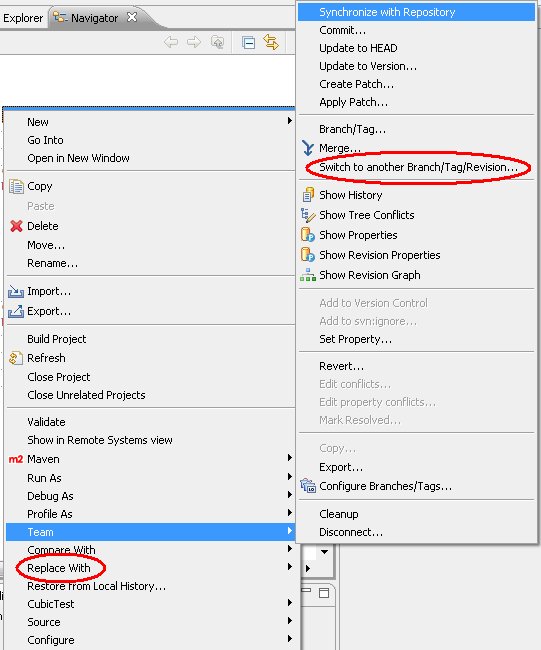 Explorer
Navigator
New
Go Into
Open in New Window
Copy
Paste
Delete
Move...
Rename...
Import...
Export...
Build Project
Refresh
Close Project
Close Unrelated Projects
Validate
Show in Remote Systems view
m2 Maven
Run As
Debug As
Profile As
Team
Compare With
Replace With
Restore from Local History...
CubicTest
Source
Configure
Synchronize with Repository
Commit...
Update to HEAD
Update to Version...
Create Patch...
Apply Patch...
Branch/Tag...
Merge...
Switch to another Branch/Tag/Revision...
Show History
Show Tree Conflicts
Show Properties
Show Revision Properties
Show Revision Graph
Add to Version Control
Add to svn:ignore...
Set Property...
Revert...
Edit conflicts...
Edit property conflicts...
Mark Resolved...
Copy...
Export...
Configure Branches/Tags...
Cleanup
Disconnect...